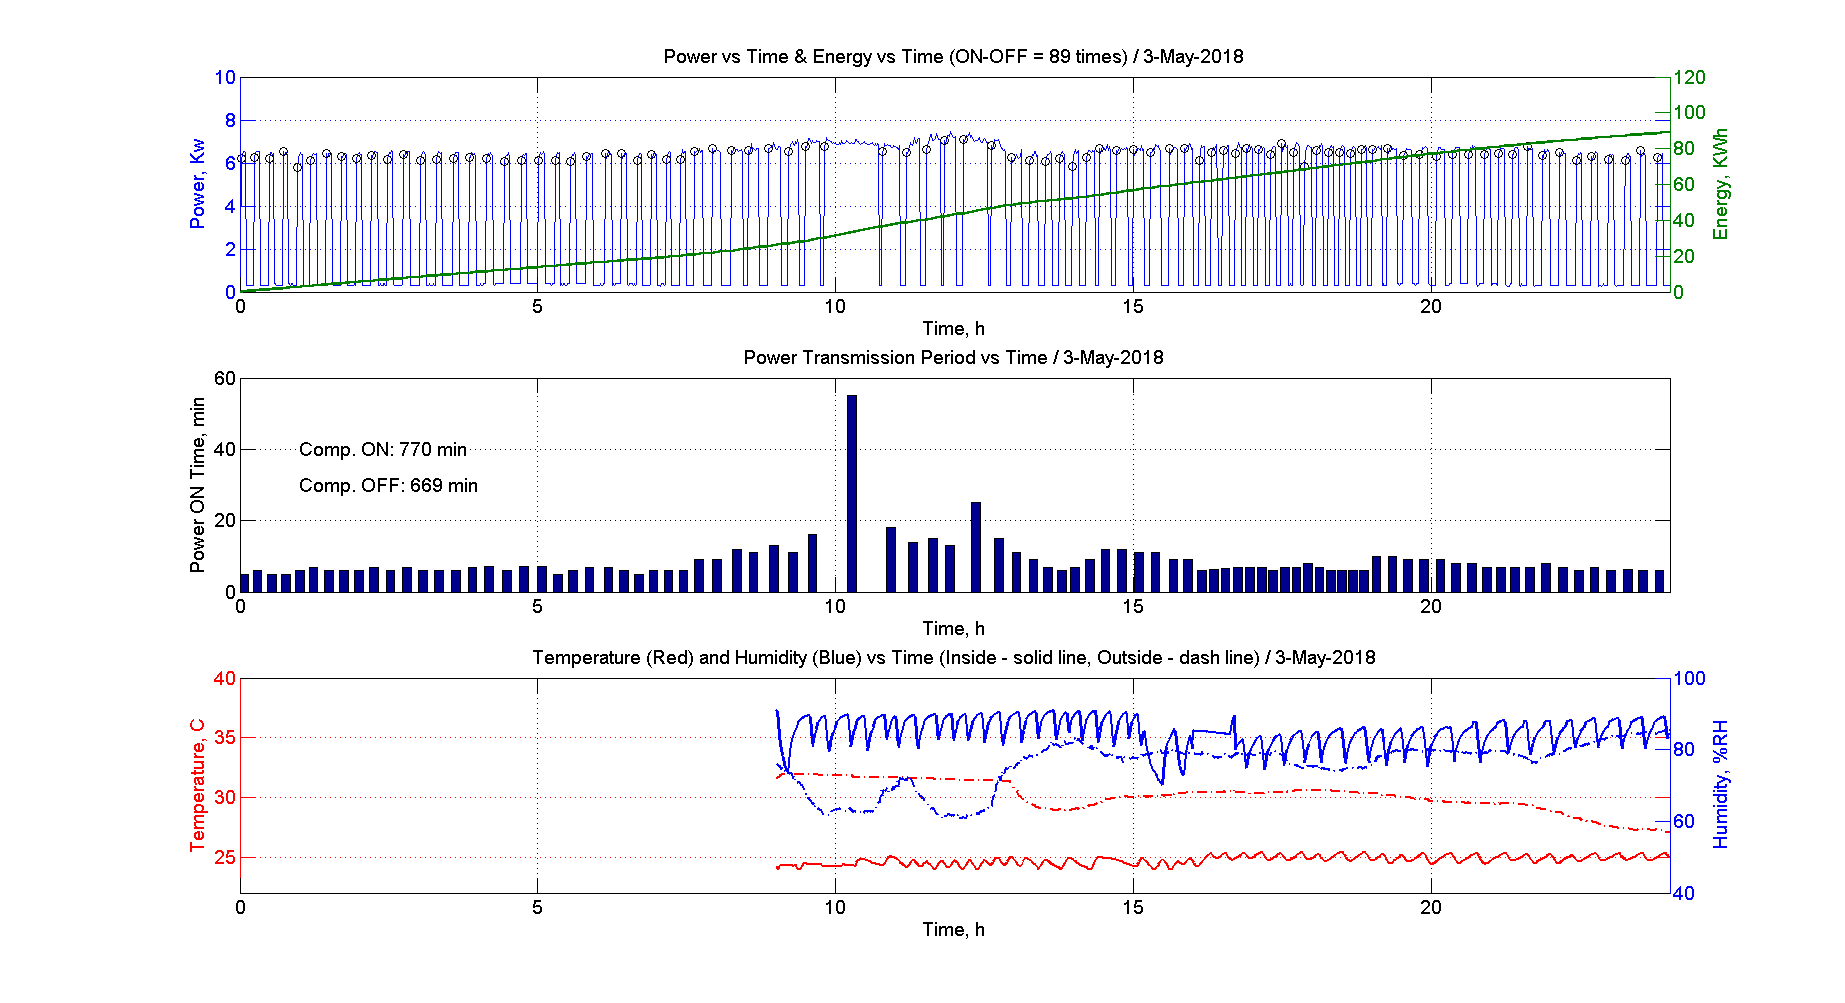 Power vs Time & Energy vs Time (ON-OFF = 89 times) / 3-May-2018
10
8
6
4
2
0
Power, Kw
120
100
80
60
40
20
0
Energy, KWh
0 5 10 15 20
Time, h
Power Transmission Period vs Time / 3-May-2018
60
40
20
0
Power ON Time, min
Comp. ON: 770 min
Comp. OFF: 669 min
0 5 10 15 20
Time, h
Temperature (Red) and Humidity (Blue) vs Time (Inside - solid line, Outside - dash line) / 3-May-2018
40
35
30
25
Temperature, C
100
80
60
40
Humidity, %RH
0 5 10 15 20
Time, h